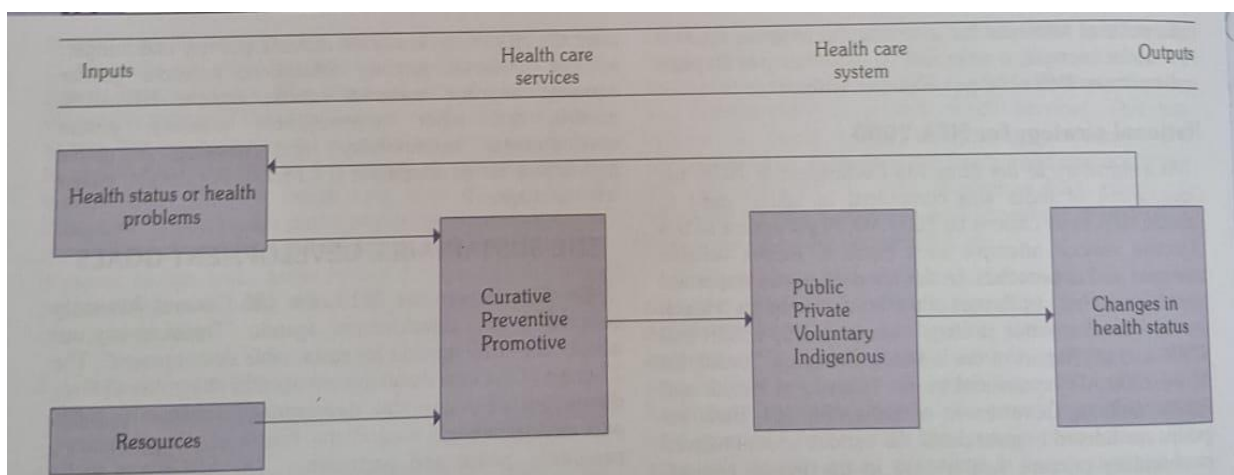 Inputs
Health care
services
Health care
system
Outputs
Health status or health
problems
Resources
Curative
Preventive
Promotive
Public
Private
Voluntary
Indigenous
Changes in
health status